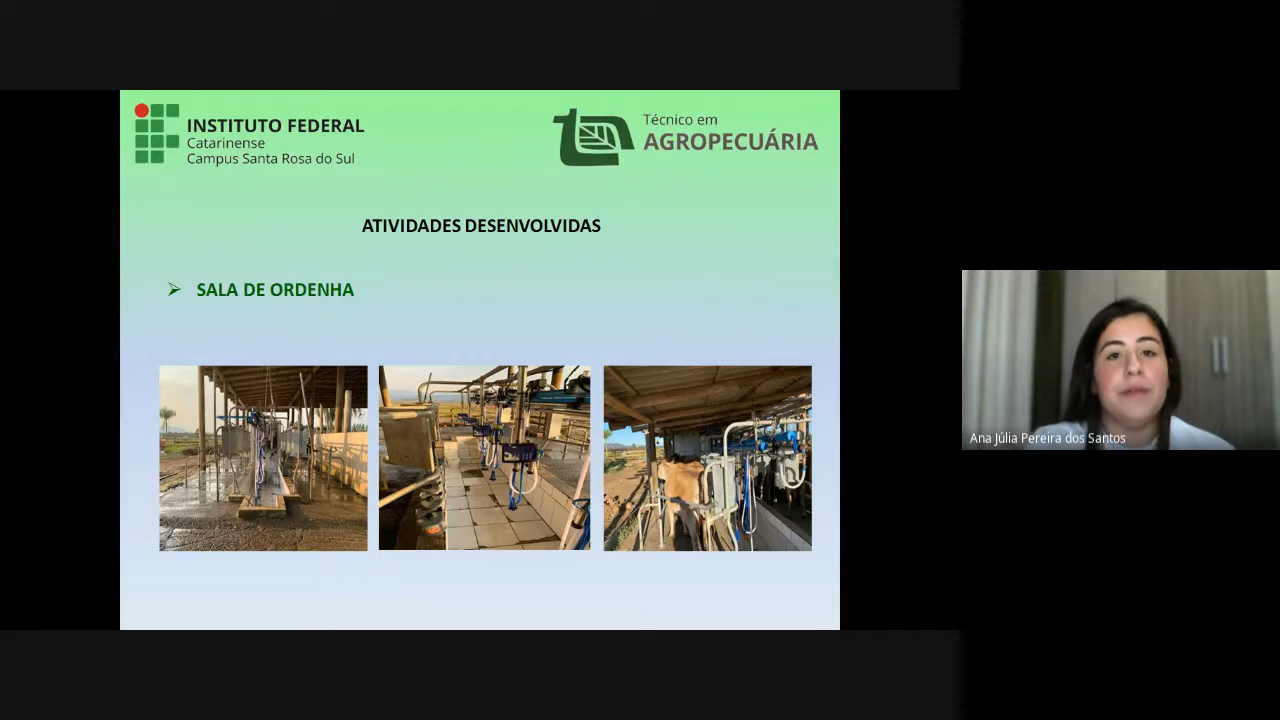 INSTITUTO FEDERAL
Catarinense
Campus Santa Rosa do Sul
Técnico em
AGROPECUÁRIA
ATIVIDADES DESENVOLVIDAS
SALA DE ORDENHA
Ana Júlia Pereira dos Santos